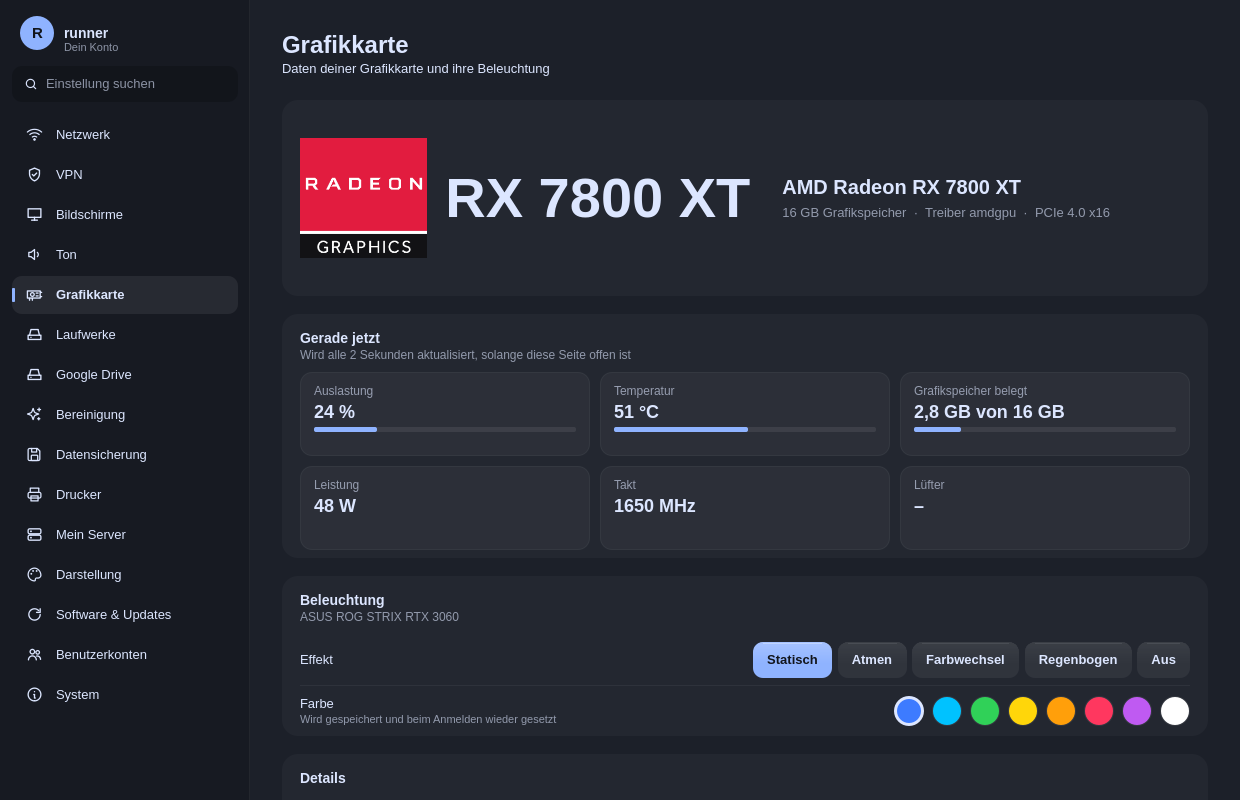 R
runner
Dein Konto
Einstellung suchen
Netzwerk
VPN
Bildschirme
Ton
Grafikkarte
Laufwerke
Google Drive
Bereinigung
Datensicherung
Drucker
Mein Server
Darstellung
Software & Updates
Benutzerkonten
System
Grafikkarte
Daten deiner Grafikkarte und ihre Beleuchtung
RADEON
GRAPHICS
RX 7800 XT
AMD Radeon RX 7800 XT
16 GB Grafikspeicher · Treiber amdgpu · PCIe 4.0 x16
Gerade jetzt
Wird alle 2 Sekunden aktualisiert, solange diese Seite offen ist
Auslastung
24 %
Temperatur
51 °C
Grafikspeicher belegt
2,8 GB von 16 GB
Leistung
48 W
Takt
1650 MHz
Lüfter
–
Beleuchtung
ASUS ROG STRIX RTX 3060
Effekt
Statisch
Atmen
Farbwechsel
Regenbogen
Aus
Farbe
Wird gespeichert und beim Anmelden wieder gesetzt
Details